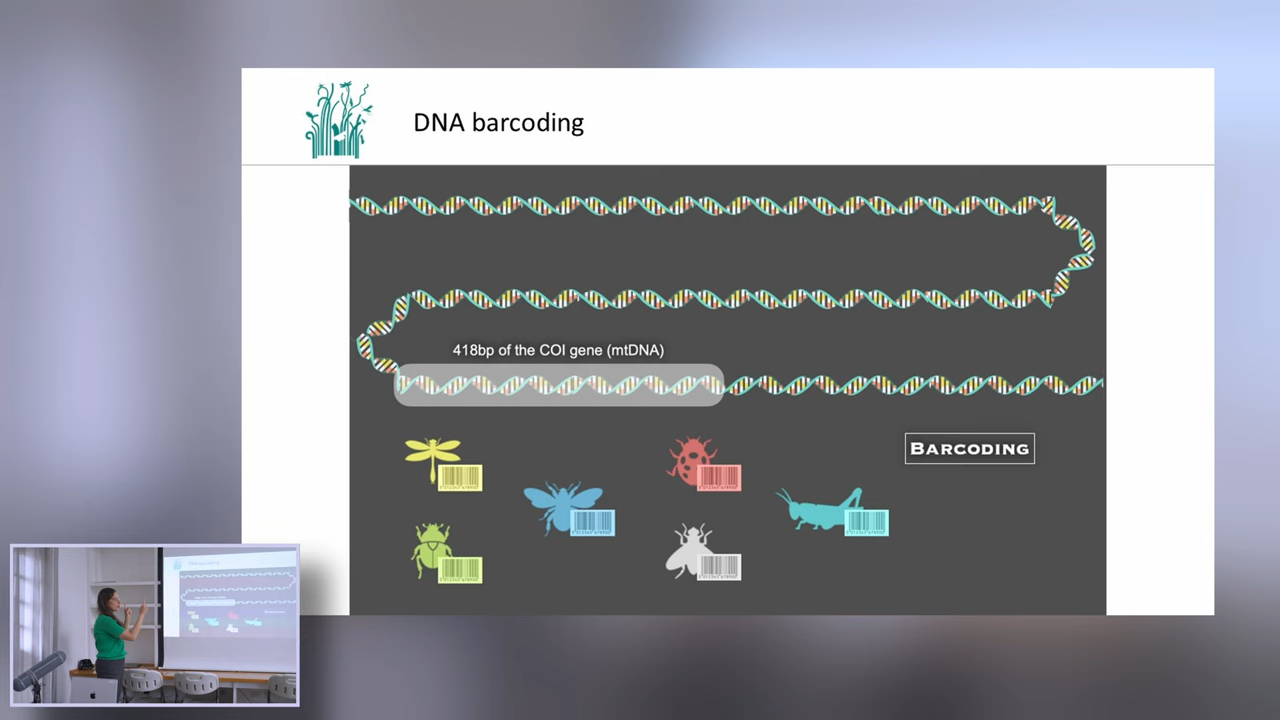 DNA barcoding
418bp of the COI gene (mtDNA)
BARCODING